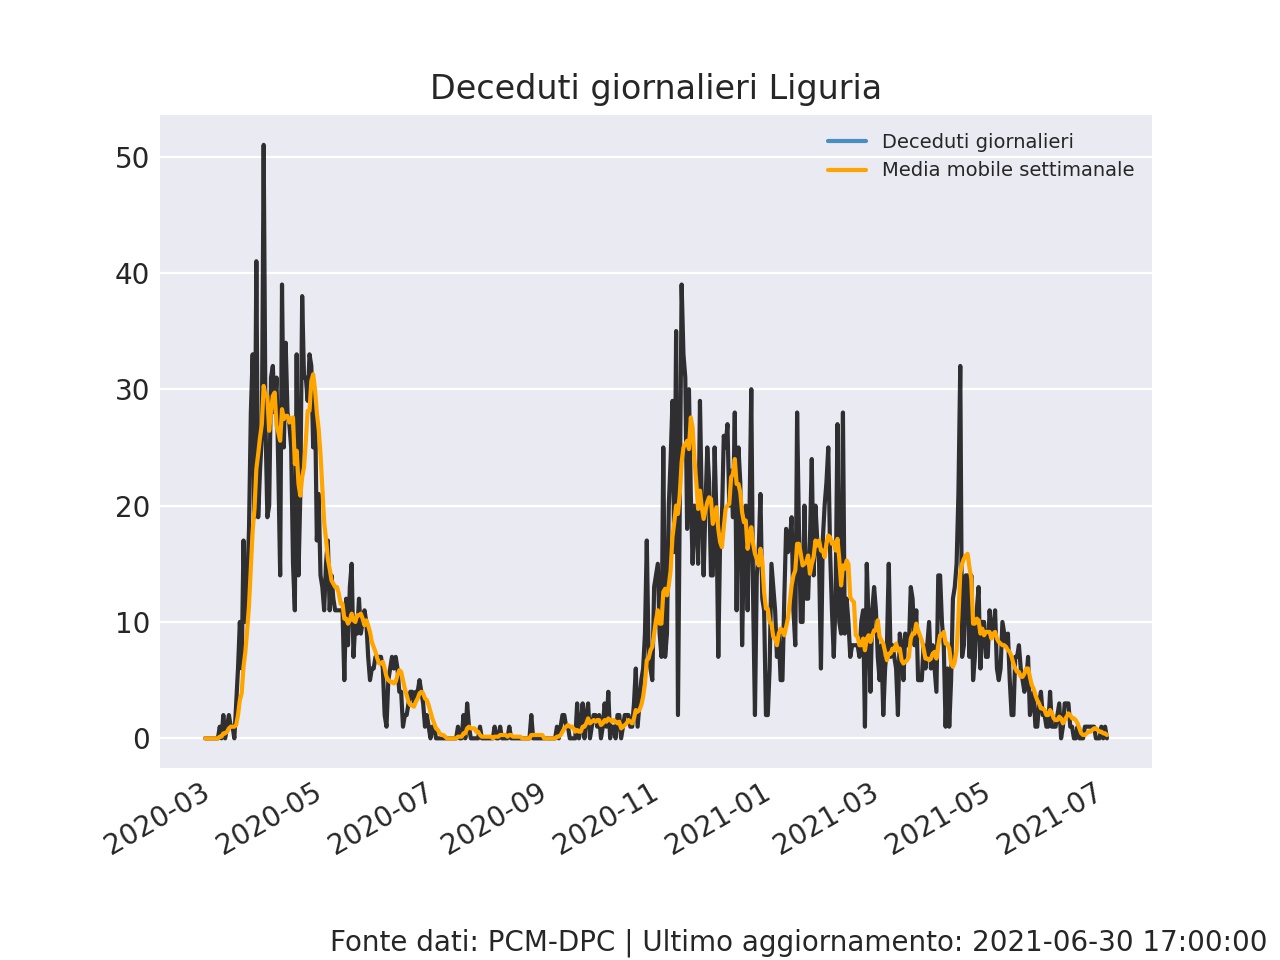 Deceduti giornalieri Liguria
Deceduti giornalieri
Media mobile settimanale
50
40
30
20
10
0
2020-03 2020-05 2020-07 2020-09 2020-11 2021-01 2021-03 2021-05 2021-07
Fonte dati: PCM-DPC | Ultimo aggiornamento: 2021-06-30 17:00:00